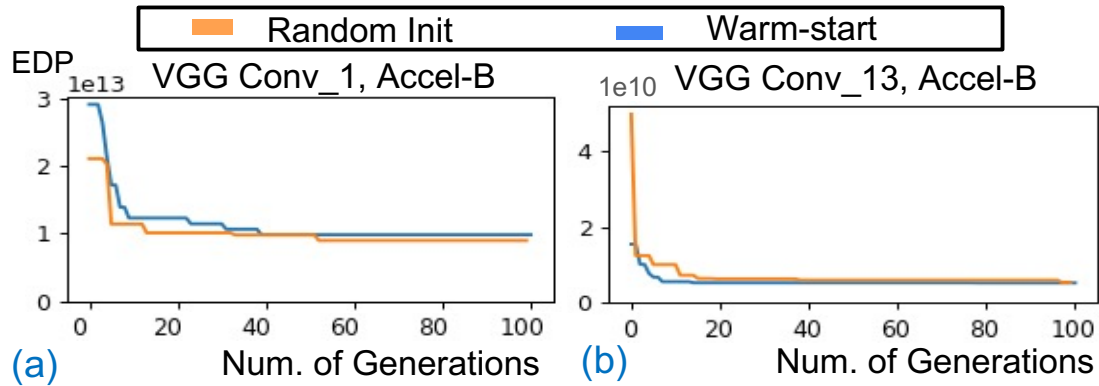 Random Init Warm-start
EDP
1e13
VGG Conv_1, Accel-B
3
2
1
0
0 20 40 60 80 100
(a)
Num. of Generations
VGG Conv_13, Accel-B
1e10
4
2
0
0 20 40 60 80 100
(b)
Num. of Generations